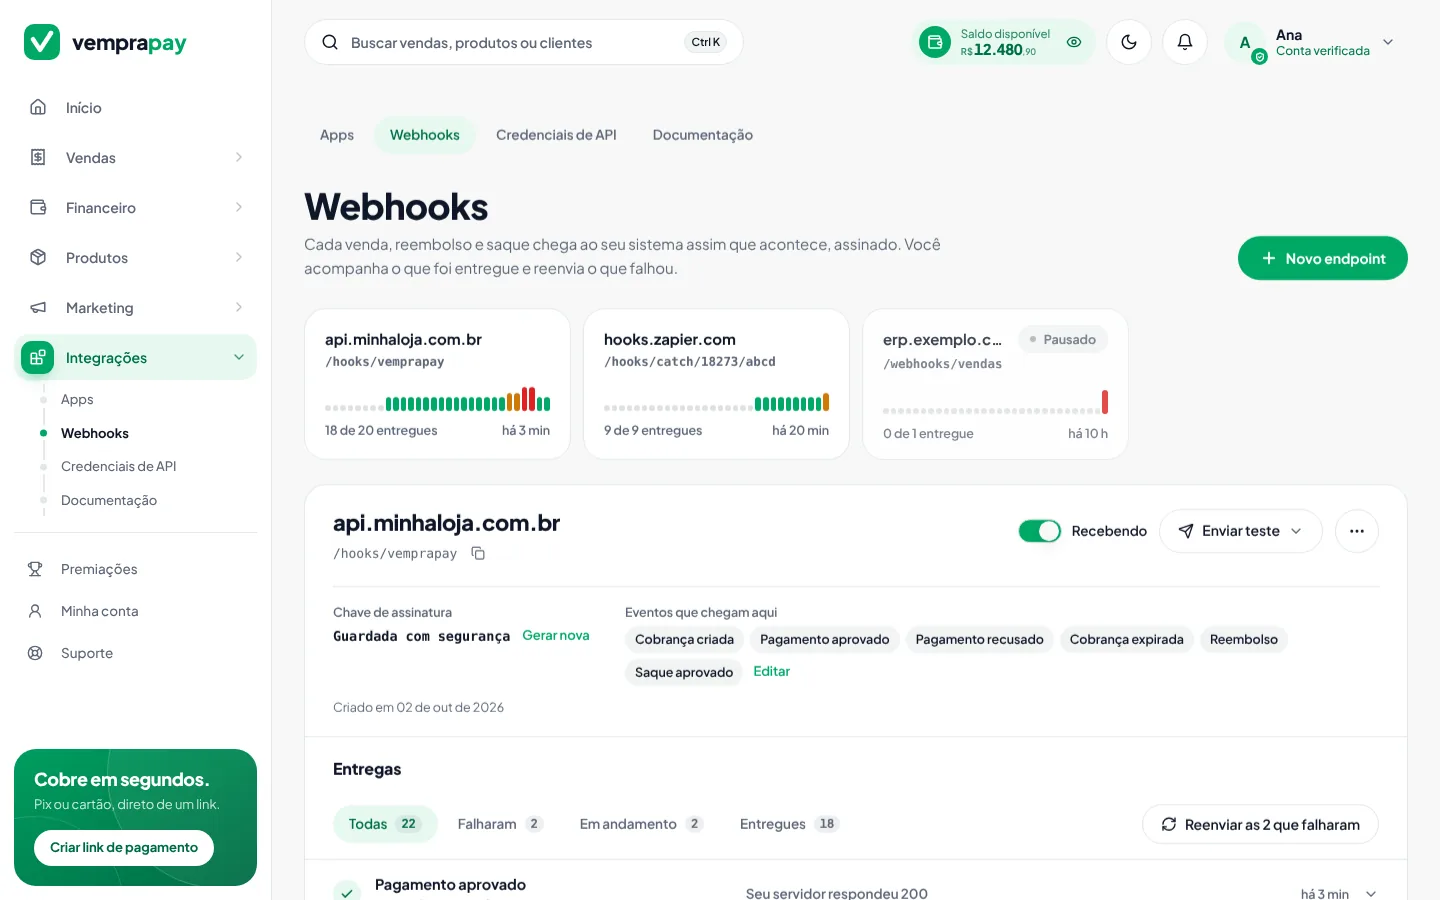 vemprapay
Buscar vendas, produtos ou clientes
Ctrl K
Saldo disponível
R$ 12.480,90
A
Ana
Conta verificada
Início
Vendas
Financeiro
Produtos
Marketing
Integrações
Apps
Webhooks
Credenciais de API
Documentação
Premiações
Minha conta
Suporte
Cobre em segundos.
Pix ou cartão, direto de um link.
Criar link de pagamento
Apps
Webhooks
Credenciais de API
Documentação
Webhooks
Cada venda, reembolso e saque chega ao seu sistema assim que acontece, assinado. Você
acompanha o que foi entregue e reenvia o que falhou.
Novo endpoint
api.minhaloja.com.br
/hooks/vemprapay
18 de 20 entregues
há 3 min
hooks.zapier.com
/hooks/catch/18273/abcd
9 de 9 entregues
há 20 min
erp.exemplo.c...
Pausado
/webhooks/vendas
0 de 1 entregue
há 10 h
api.minhaloja.com.br
/hooks/vemprapay
Recebendo
Enviar teste
Chave de assinatura
Guardada com segurança
Gerar nova
Eventos que chegam aqui
Cobrança criada
Pagamento aprovado
Pagamento recusado
Cobrança expirada
Reembolso
Saque aprovado
Editar
Criado em 02 de out de 2026
Entregas
Todas 22
Falharam 2
Em andamento 2
Entregues 18
Reenviar as 2 que falharam
Pagamento aprovado
Seu servidor respondeu 200
há 3 min